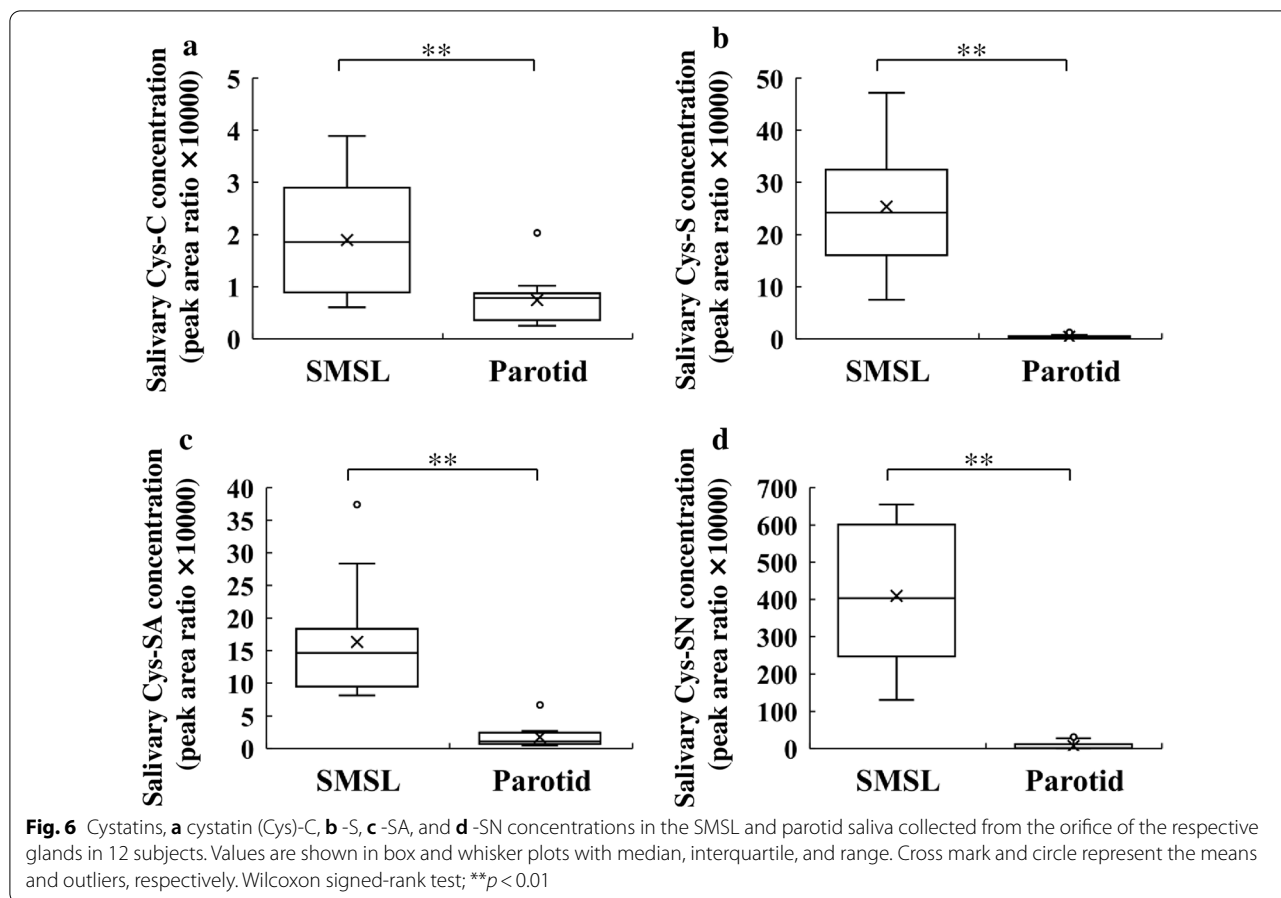 a
**
Salivary Cys-C concentration
(peak area ratio ×10000)
5
4
3
2
1
0
SMSL Parotid
b
**
Salivary Cys-S concentration
(peak area ratio ×10000)
60
50
40
30
20
10
0
SMSL Parotid
c
**
Salivary Cys-SA concentration
(peak area ratio ×10000)
40
35
30
25
20
15
10
5
0
SMSL Parotid
d
**
Salivary Cys-SN concentration
(peak area ratio ×10000)
700
600
500
400
300
200
100
0
SMSL Parotid
Fig. 6 Cystatins, a cystatin (Cys)-C, b -S, c -SA, and d -SN concentrations in the SMSL and parotid saliva collected from the orifice of the respective
glands in 12 subjects. Values are shown in box and whisker plots with median, interquartile, and range. Cross mark and circle represent the means
and outliers, respectively. Wilcoxon signed-rank test; **p < 0.01